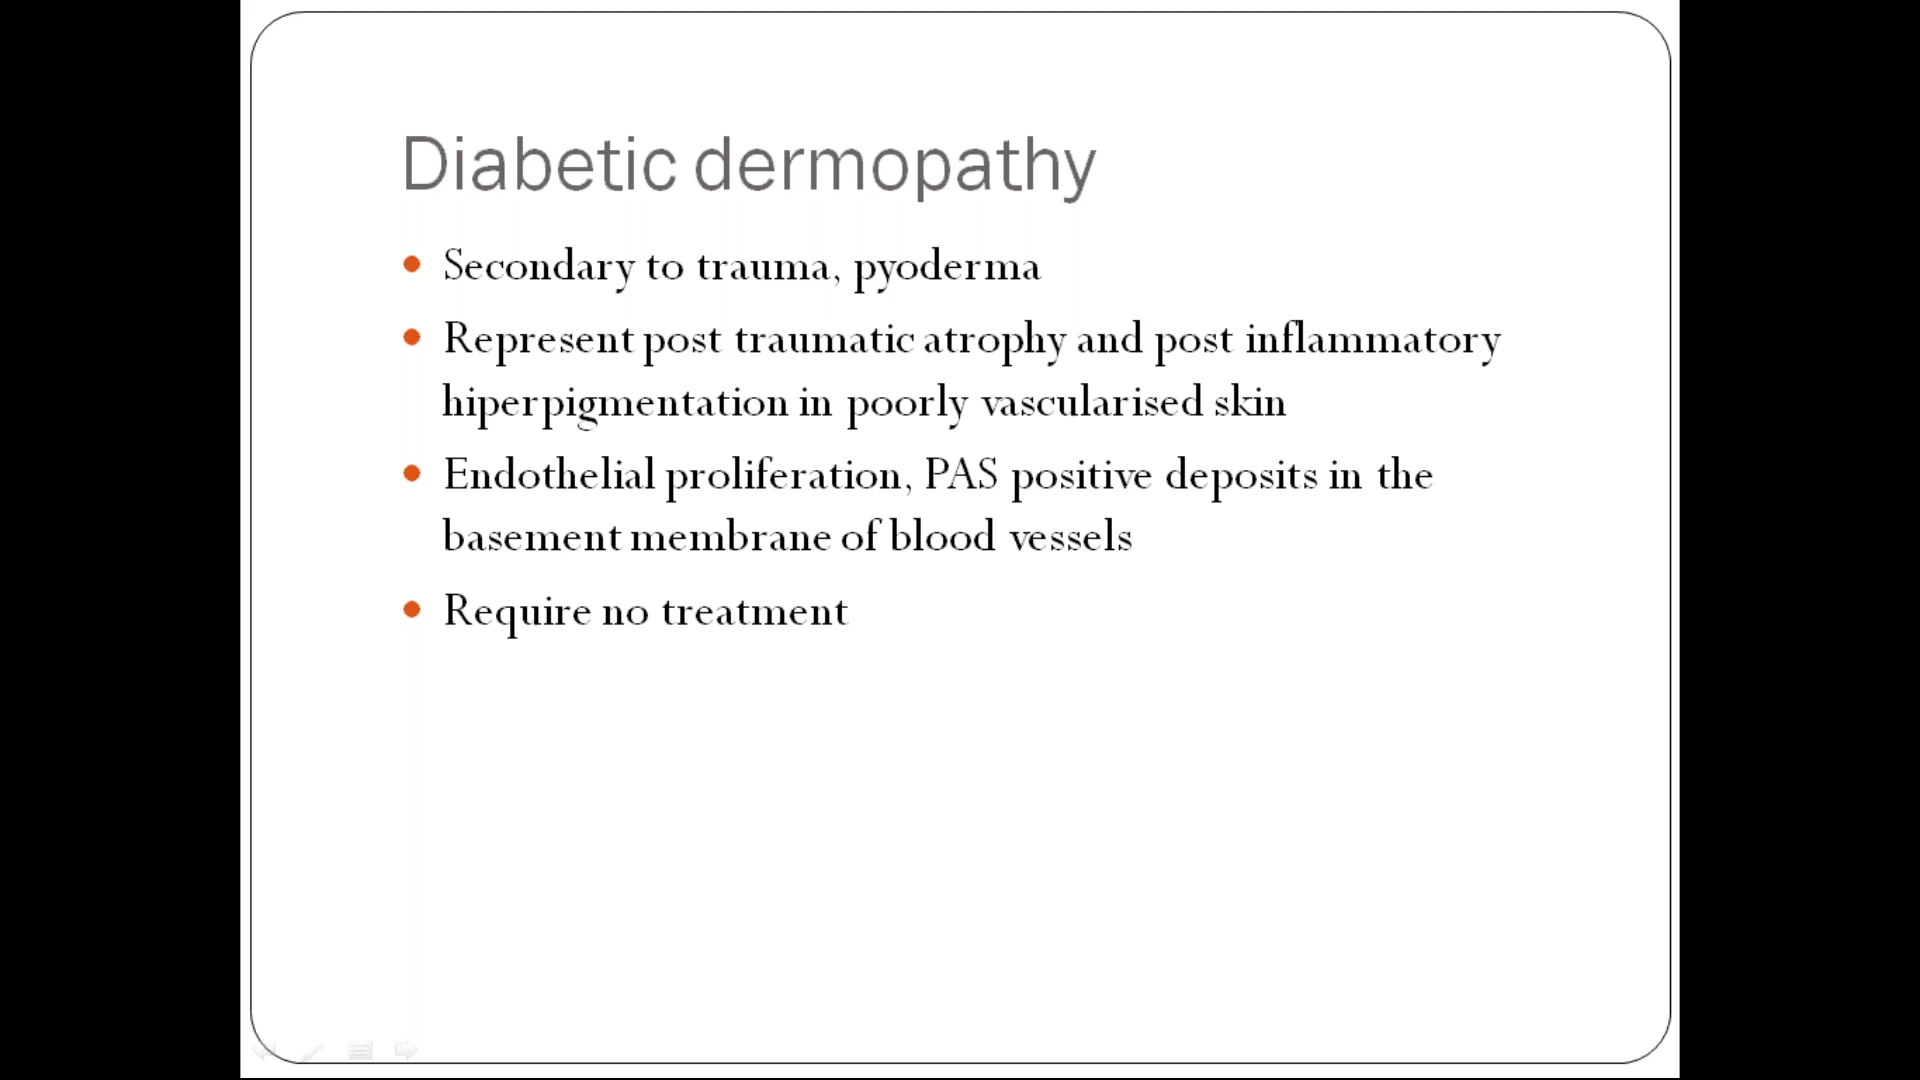 Diabetic dermopathy
• Secondary to trauma, pyoderma
• Represent post traumatic atrophy and post inflammatory
hiperpigmentation in poorly vascularised skin
• Endothelial proliferation, PAS positive deposits in the
basement membrane of blood vessels
• Require no treatment